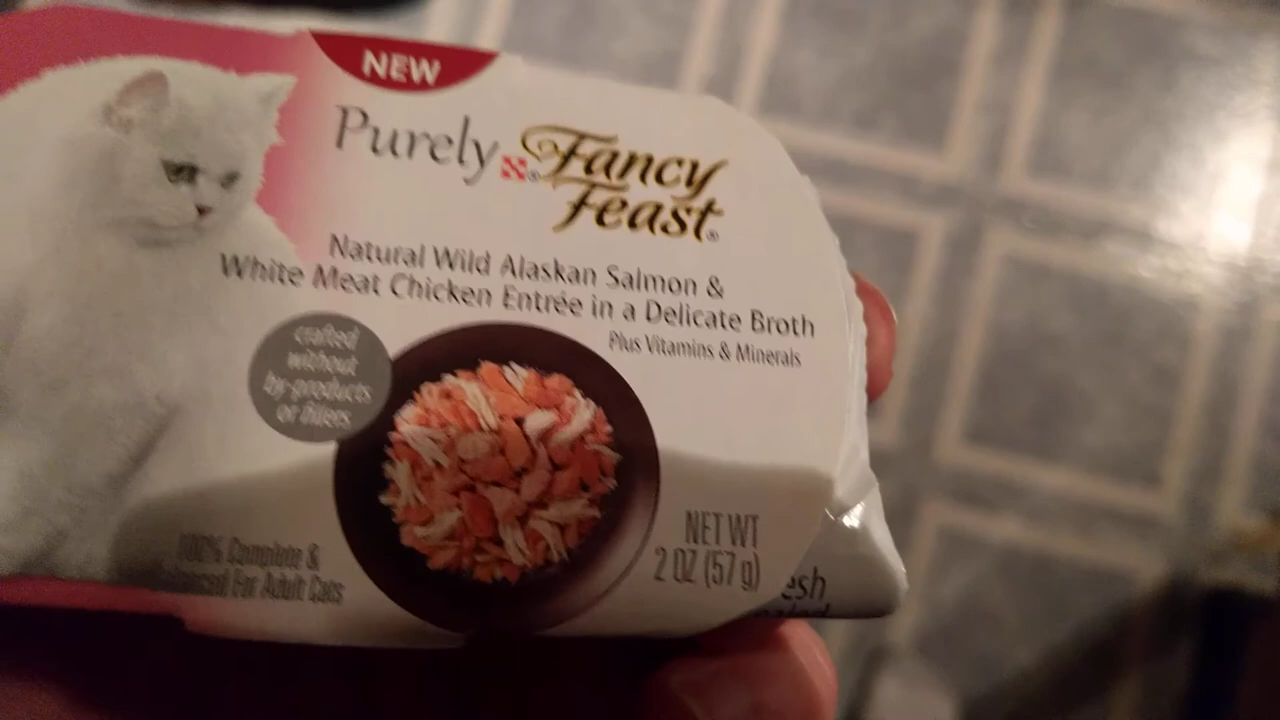 NEW
Purely Fancy
Feast
Natural Wild Alaskan Salmon &
White Meat Chicken Entrée in a Delicate Broth
Plus Vitamins & Minerals
crafted
without
by-products
or fillers
100% Complete &
For Adult Cats
NET WT
2 OZ (57 g)